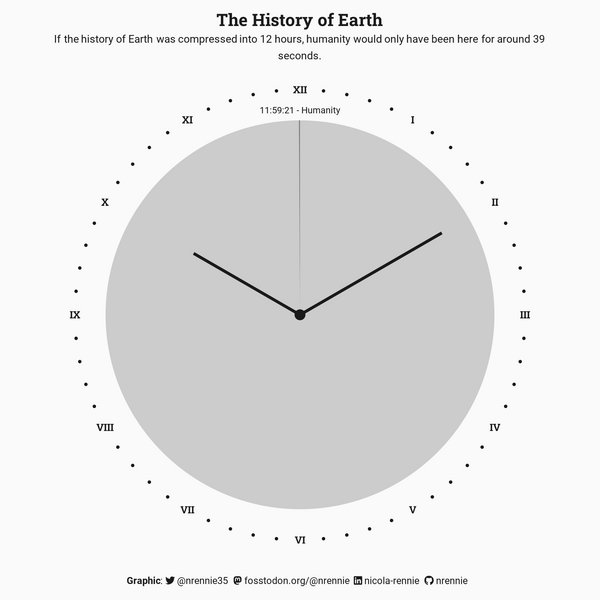 The History of Earth
If the history of Earth was compressed into 12 hours, humanity would only have been here for around 39
seconds.
XII
11:59:21 - Humanity
XI
I
X
II
IX
III
VIII
IV
VII
V
VI
Graphic: @nrennie35 fosstodon.org/@nrennie nicola-rennie nrennie